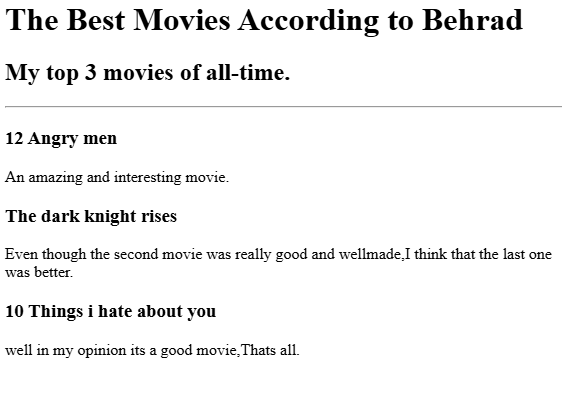 The Best Movies According to Behrad
My top 3 movies of all-time.
12 Angry men
An amazing and interesting movie.
The dark knight rises
Even though the second movie was really good and wellmade,I think that the last one
was better.
10 Things i hate about you
well in my opinion its a good movie,Thats all.